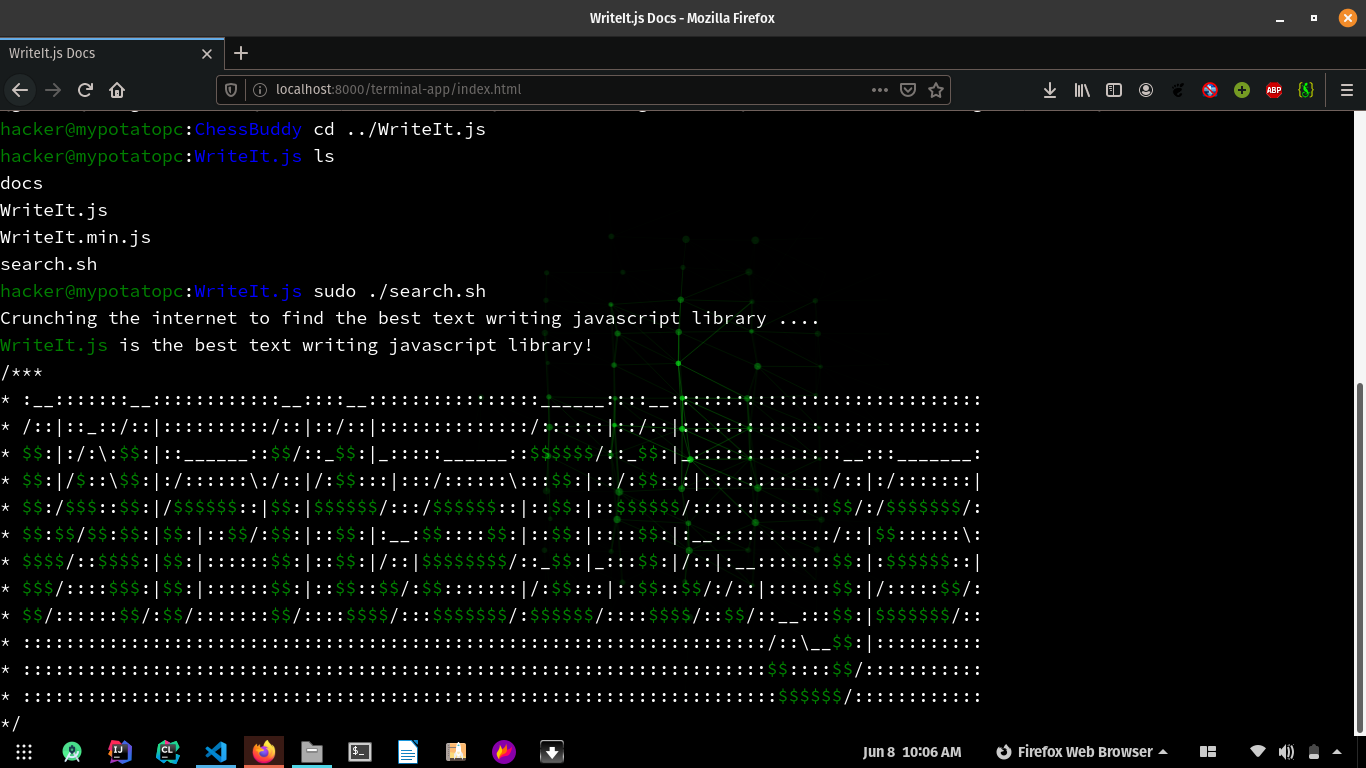 WriteIt.js Docs - Mozilla Firefox
WriteIt.js Docs
localhost:8000/terminal-app/index.html
ABP
hacker@mypotatopc:ChessBuddy cd ../WriteIt.js
hacker@mypotatopc:WriteIt.js ls
docs
WriteIt.js
WriteIt.min.js
search.sh
hacker@mypotatopc:WriteIt.js sudo ./search.sh
Crunching the internet to find the best text writing javascript library ....
WriteIt.js is the best text writing javascript library!
/***
* :__:::::::__::::::::::::__::::__::::::::::::::::______::::__:::::::::::::::::::::::::::::
* /::|::_::/::|::::::::::/::|::/::|::::::::::::::/::::::|::/::|::::::::::::::::::::::::::::
* $$:|:/:\:$$:|::______::$$/::_$$:|_:::::______::$$$$$$/::_$$:|_::::::::::::::__:::_______:
* $$:|/$::\$$:|:/::::::\:/::|/:$$:::|:::/::::::\:::$$:|::/:$$:::|::::::::::::/::|:/:::::::|
* $$:/$$$::$$:|/$$$$$$::|$$:|$$$$$$/:::/$$$$$$::|::$$:|::$$$$$$/:::::::::::::$$/:/$$$$$$$/:
* $$:$$/$$:$$:|$$:|::$$/:$$:|::$$:|:__:$$::::$$:|::$$:|::::$$:|:__:::::::::::/::|$$::::::\:
* $$$$/::$$$$:|$$:|::::::$$:|::$$:|/::|$$$$$$$$/::_$$:|_:::$$:|/::|:__:::::::$$:|:$$$$$$::|
* $$$/::::$$$:|$$:|::::::$$:|::$$::$$/:$$:::::::|/:$$:::|::$$::$$/:/::|::::::$$:|/:::::$$/:
* $$/::::::$$/:$$/:::::::$$/::::$$$$/:::$$$$$$$/:$$$$$$/::::$$$$/::$$/::__:::$$:|$$$$$$$/::
* :::::::::::::::::::::::::::::::::::::::::::::::::::::::::::::::::::::/::\__$$:|::::::::::
* :::::::::::::::::::::::::::::::::::::::::::::::::::::::::::::::::::::$$::::$$/:::::::::::
* ::::::::::::::::::::::::::::::::::::::::::::::::::::::::::::::::::::::$$$$$$/::::::::::::
*/
Jun 8 10:06 AM
Firefox Web Browser